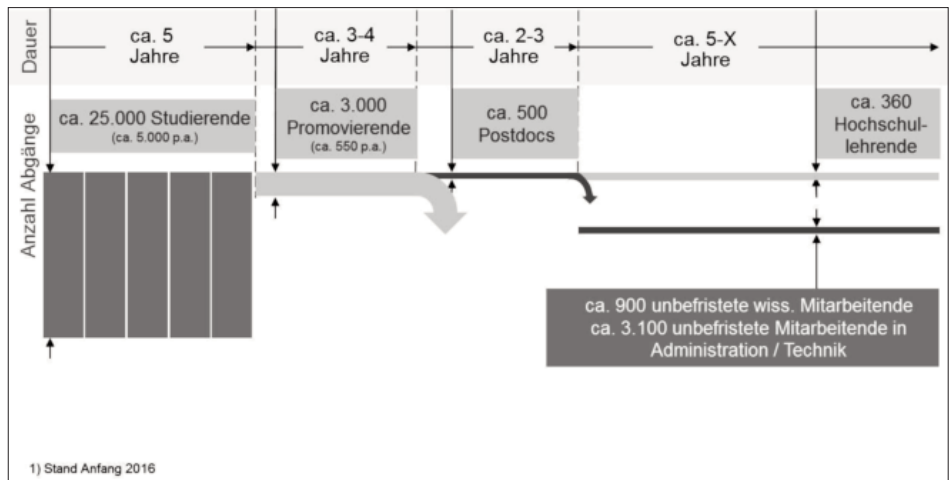 Dauer
ca. 5
Jahre
ca. 3-4
Jahre
ca. 2-3
Jahre
ca. 5-X
Jahre
Anzahl Abgänge
ca. 25.000 Studierende
(ca. 5.000 p.a.)
ca. 3.000
Promovierende
(ca. 550 p.a.)
ca. 500
Postdocs
ca. 360
Hochschul-
lehrende
ca. 900 unbefristete wiss. Mitarbeitende
ca. 3.100 unbefristete Mitarbeitende in
Administration / Technik
1) Stand Anfang 2016